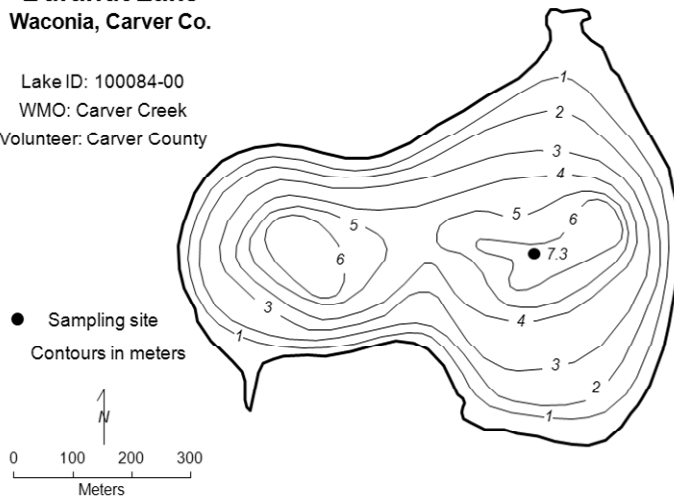 Waconia, Carver Co.
Lake ID: 100084-00
WMO: Carver Creek
Volunteer: Carver County
1
2
3
4
5
6
7.3
5
6
3
1
4
3
2
1
Sampling site
Contours in meters
N
0 100 200 300
Meters